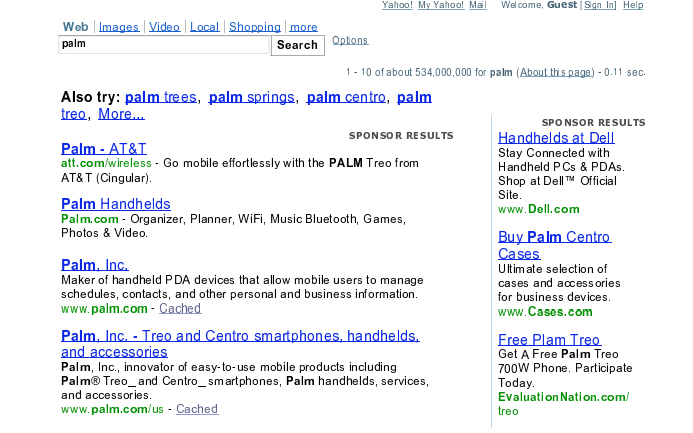 Yahoo! My Yahoo! Mail Welcome, Guest [Sign In] Help
Web Images Video Local Shopping more
palm Search Options
1 - 10 of about 534,000,000 for palm (About this page) - 0.11 sec.
Also try: palm trees, palm springs, palm centro, palm
treo, More...
SPONSOR RESULTS
Palm - AT&T
att.com/wireless - Go mobile effortlessly with the PALM Treo from
AT&T (Cingular).
Palm Handhelds
Palm.com - Organizer, Planner, WiFi, Music Bluetooth, Games,
Photos & Video.
Palm, Inc.
Maker of handheld PDA devices that allow mobile users to manage
schedules, contacts, and other personal and business information.
www.palm.com - Cached
Palm, Inc. - Treo and Centro smartphones, handhelds,
and accessories
Palm, Inc., innovator of easy-to-use mobile products including
Palm® Treo_ and Centro_ smartphones, Palm handhelds, services,
and accessories.
www.palm.com/us - Cached
SPONSOR RESULTS
Handhelds at Dell
Stay Connected with
Handheld PCs & PDAs.
Shop at Dell™ Official
Site.
www.Dell.com
Buy Palm Centro
Cases
Ultimate selection of
cases and accessories
for business devices.
www.Cases.com
Free Plam Treo
Get A Free Palm Treo
700W Phone. Participate
Today.
EvaluationNation.com/
treo